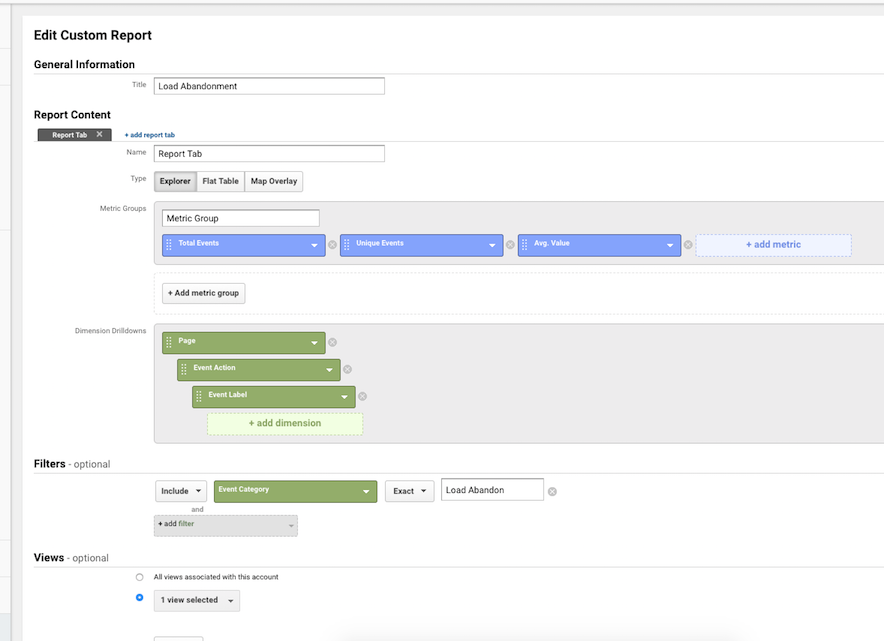 Edit Custom Report
General Information
Title Load Abandonment
Report Content
Report Tab ✕ + add report tab
Name Report Tab
Type Explorer Flat Table Map Overlay
Metric Groups
Metric Group
Total Events Unique Events Avg. Value + add metric
+ Add metric group
Dimension Drilldowns
Page
Event Action
Event Label
+ add dimension
Filters - optional
Include Event Category Exact Load Abandon
and
+ add filter
Views - optional
All views associated with this account
1 view selected